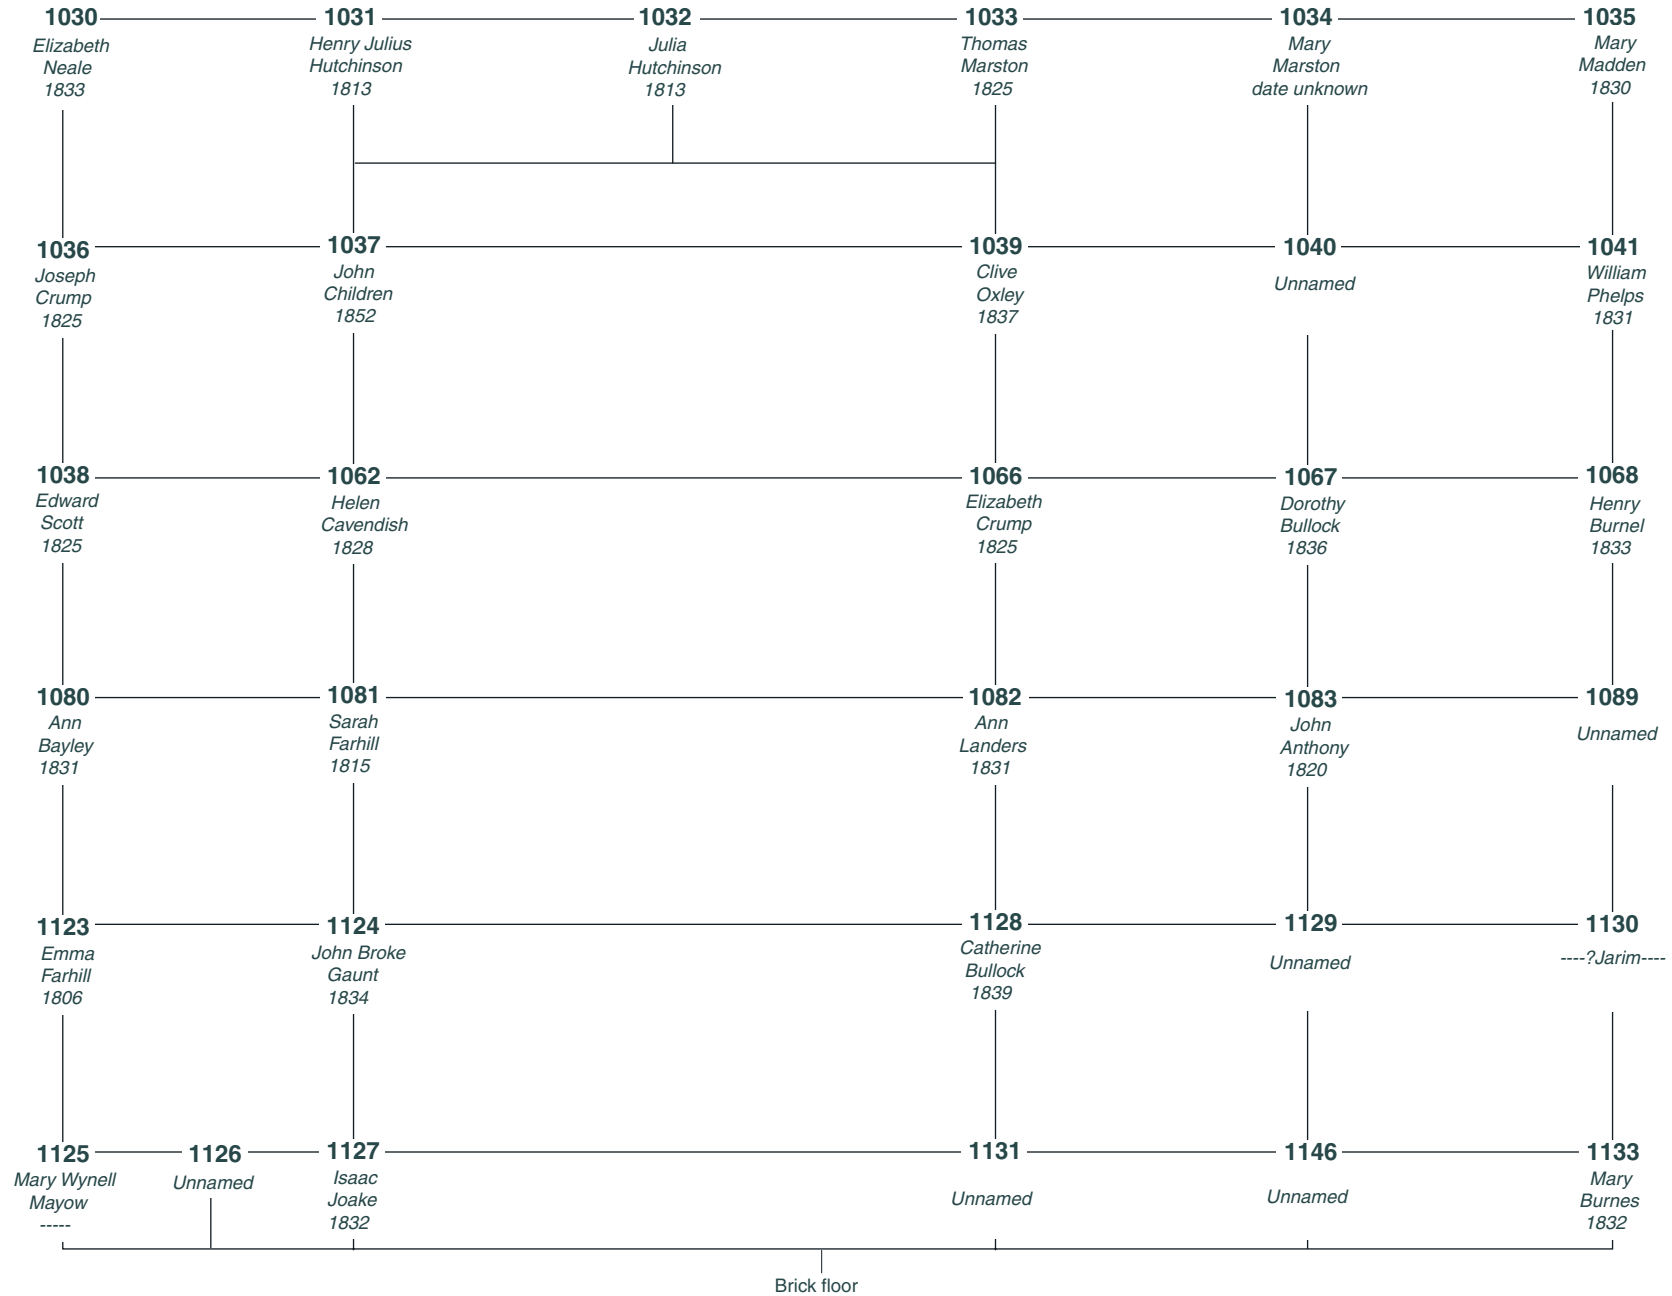 1030 1031 1032 1033 1034 1035
Elizabeth Henry Julius Julia Thomas Mary Mary
Neale Hutchinson Hutchinson Marston Marston Madden
1833 1813 1813 1825 date unknown 1830
1036 1037 1039 1040 1041
Joseph John Clive Unnamed William
Crump Children Oxley Phelps
1825 1852 1837 1831
1038 1062 1066 1067 1068
Edward Helen Elizabeth Dorothy Henry
Scott Cavendish Crump Bullock Burnel
1825 1828 1825 1836 1833
1080 1081 1082 1083 1089
Ann Sarah Ann John Unnamed
Bayley Farhill Landers Anthony
1831 1815 1831 1820
1123 1124 1128 1129 1130
Emma John Broke Catherine Unnamed ----?Jarim----
Farhill Gaunt Bullock
1806 1834 1839
1125 1126 1127 1131 1146 1133
Mary Wynell Unnamed Isaac Unnamed Unnamed Mary
Mayow Joake Burnes
----- 1832 1832
Brick floor